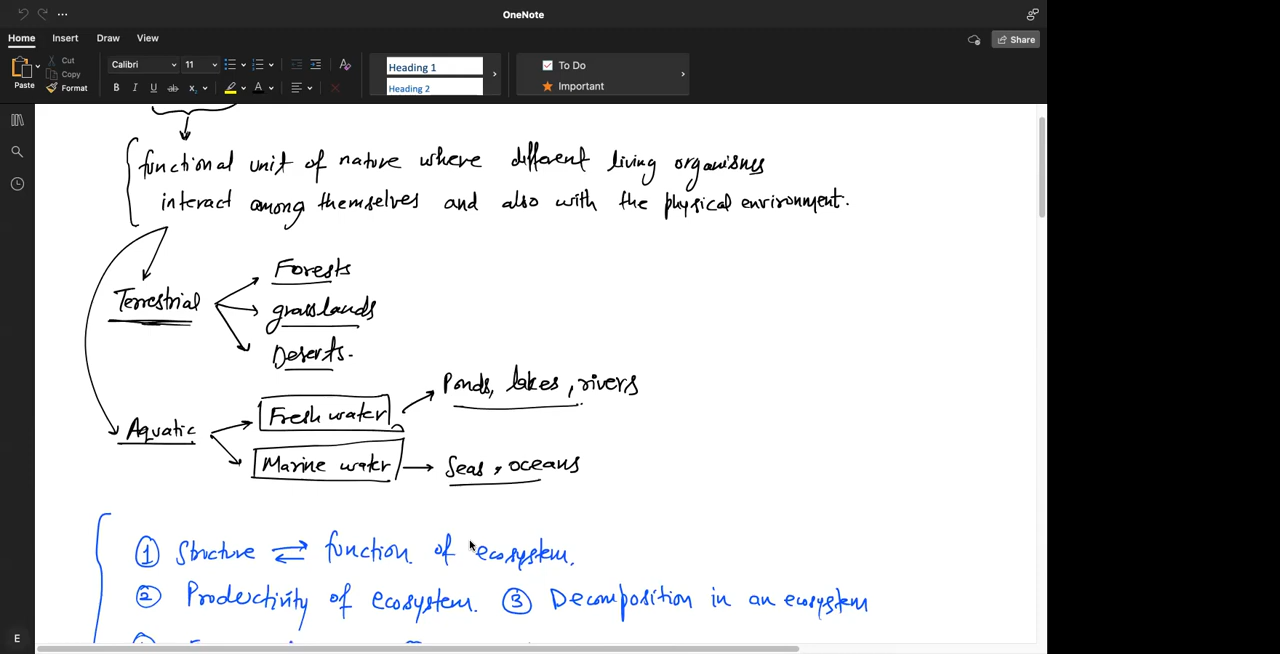 OneNote
Home Insert Draw View
Share
Paste
Cut
Copy
Format
Calibri 11
B I U ab x A
Heading 1
Heading 2
To Do
Important
functional unit of nature where different living organisms
interact among themselves and also with the physical environment.
Terrestrial
Forests
grasslands
Deserts.
Aquatic
Fresh water
Ponds, lakes, rivers
Marine water
Seas, oceans
① Structure ⇌ function of ecosystem.
② Productivity of ecosystem. ③ Decomposition in an ecosystem
E